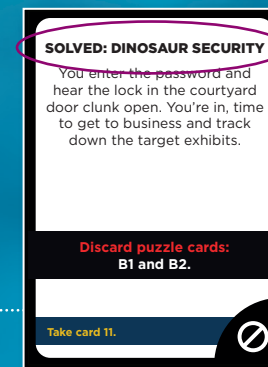 SOLVED: DINOSAUR SECURITY
You enter the password and
hear the lock in the courtyard
door clunk open. You're in, time
to get to business and track
down the target exhibits.
Discard puzzle cards:
B1 and B2.
Take card 11.